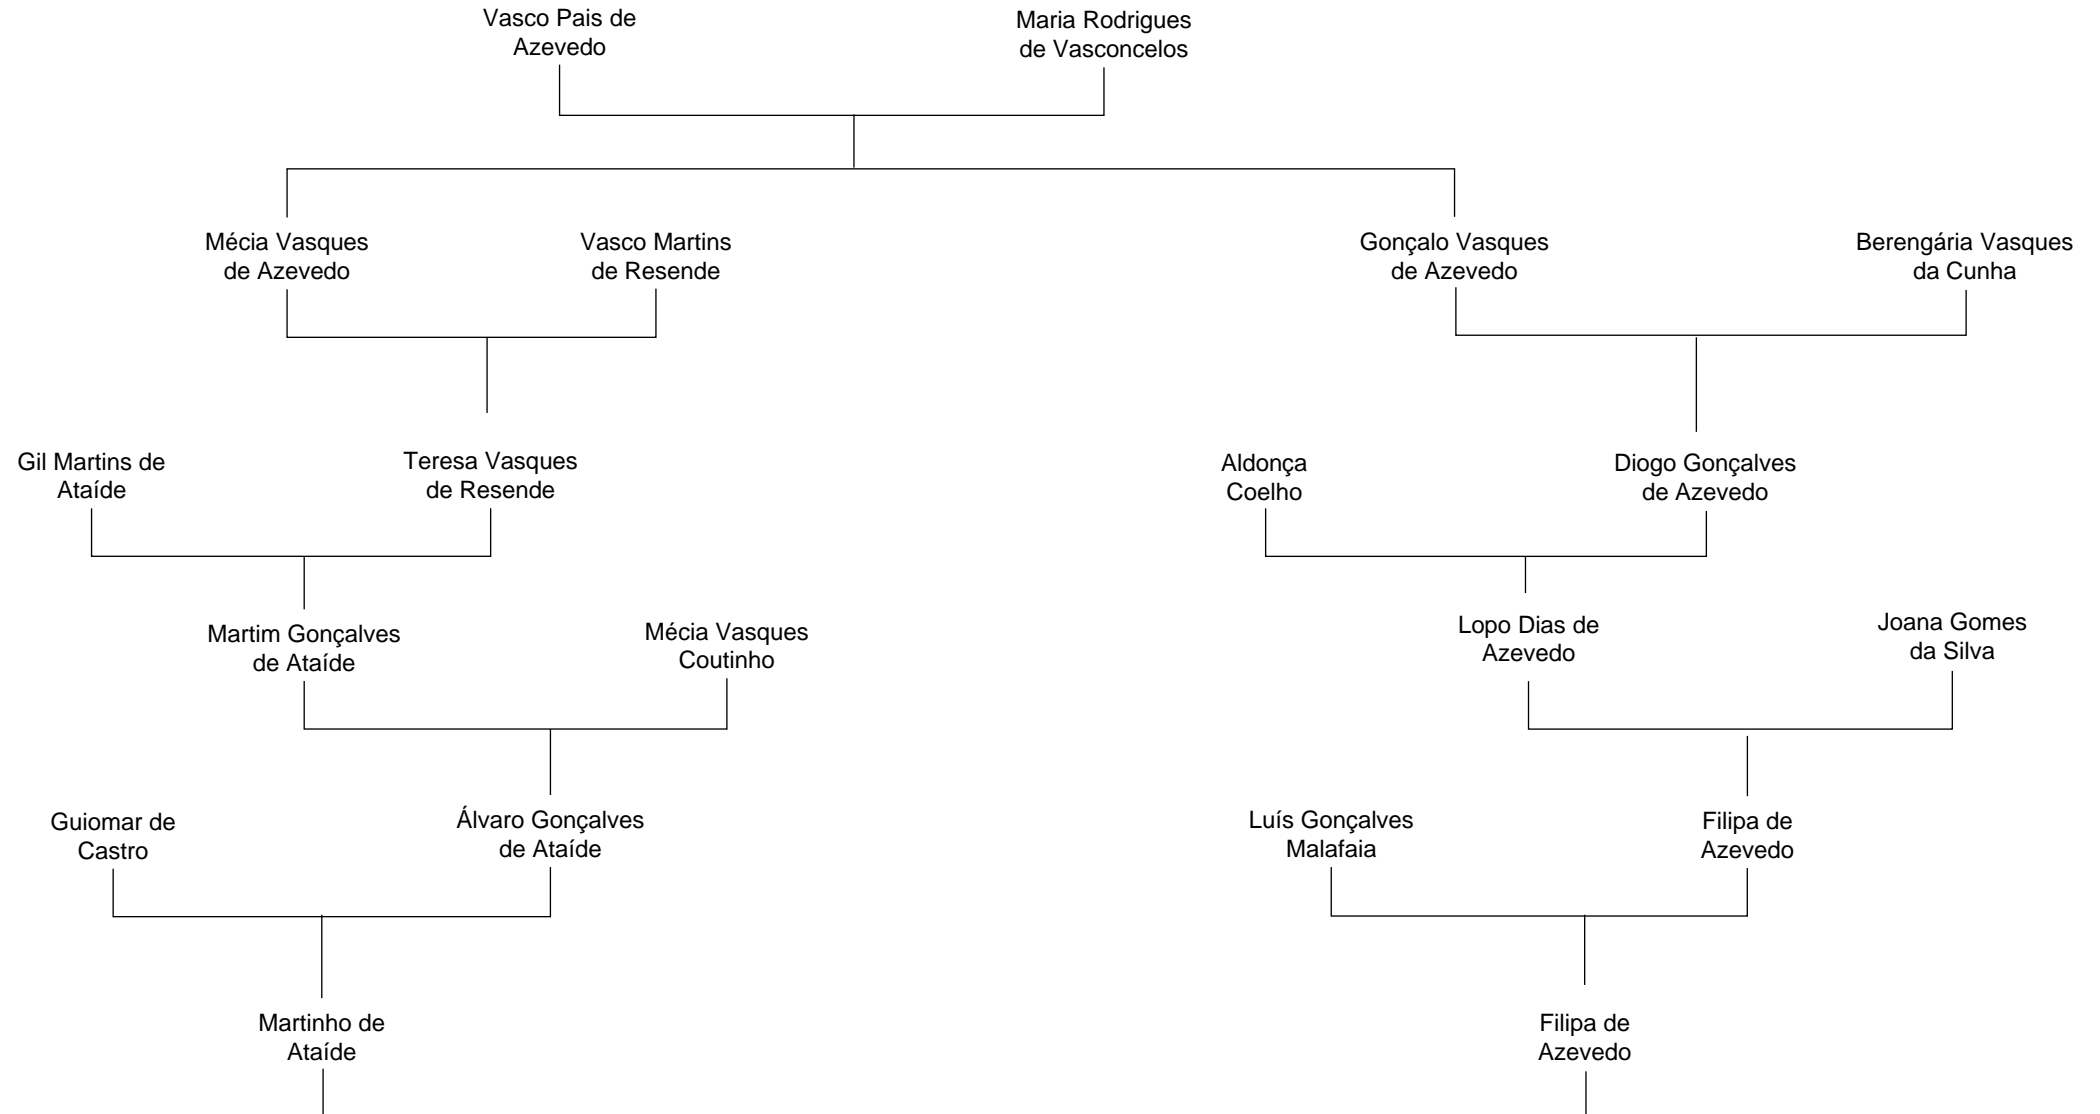 Vasco Pais de
Azevedo
Maria Rodrigues
de Vasconcelos
Mécia Vasques
de Azevedo
Vasco Martins
de Resende
Gonçalo Vasques
de Azevedo
Berengária Vasques
da Cunha
Gil Martins de
Ataíde
Teresa Vasques
de Resende
Aldonça
Coelho
Diogo Gonçalves
de Azevedo
Martim Gonçalves
de Ataíde
Mécia Vasques
Coutinho
Lopo Dias de
Azevedo
Joana Gomes
da Silva
Guiomar de
Castro
Álvaro Gonçalves
de Ataíde
Luís Gonçalves
Malafaia
Filipa de
Azevedo
Martinho de
Ataíde
Filipa de
Azevedo